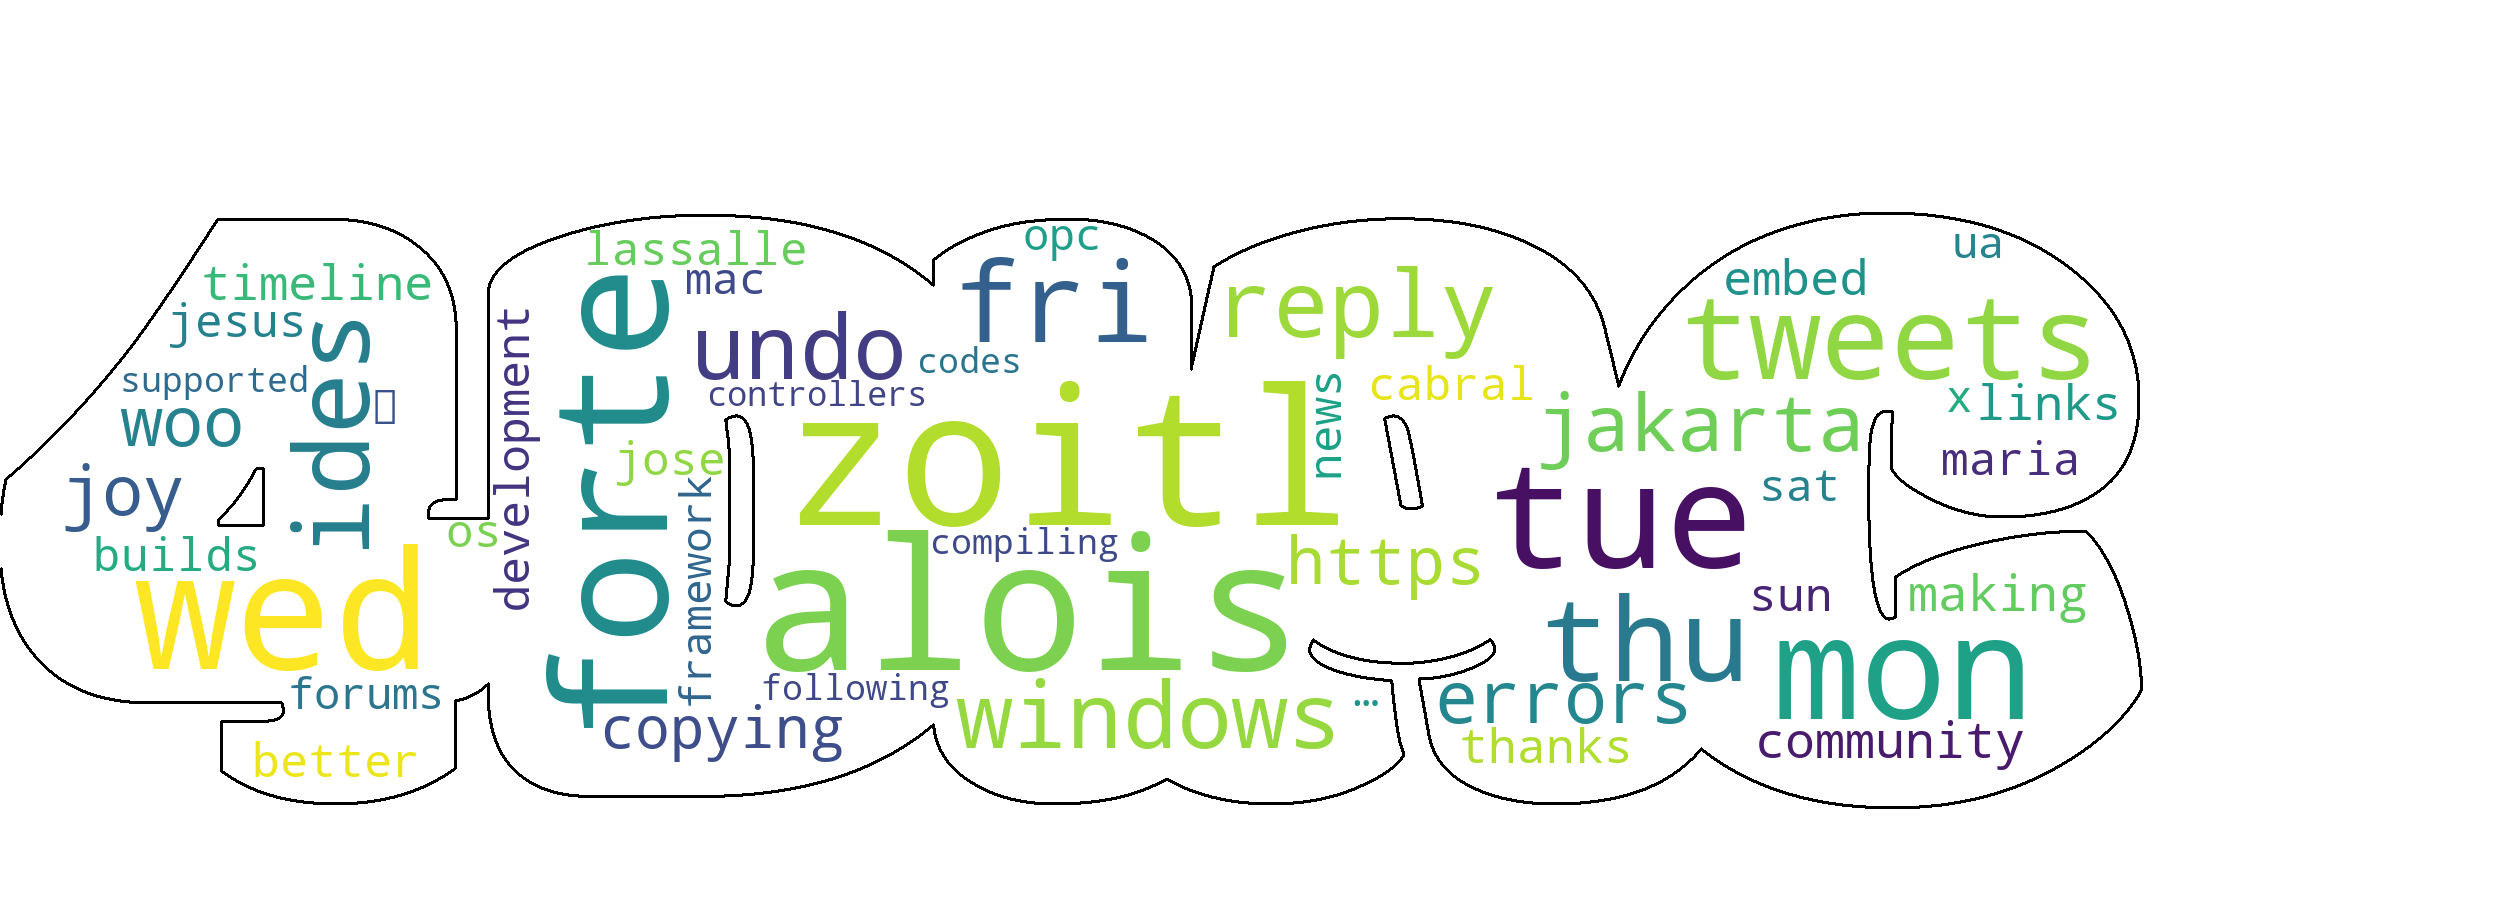 lassalle
opc
ua
timeline
mac
fri
embed
jesus
ides
forte
undo
reply
tweets
development
codes
supported
controllers
news
cabral
x
links
woo
zoitl
jakarta
jose
maria
joy
framework
tue
sat
os
builds
compiling
https
wed
alois
thu
sun
making
forums
following
windows
…
errors
mon
copying
thanks
community
better